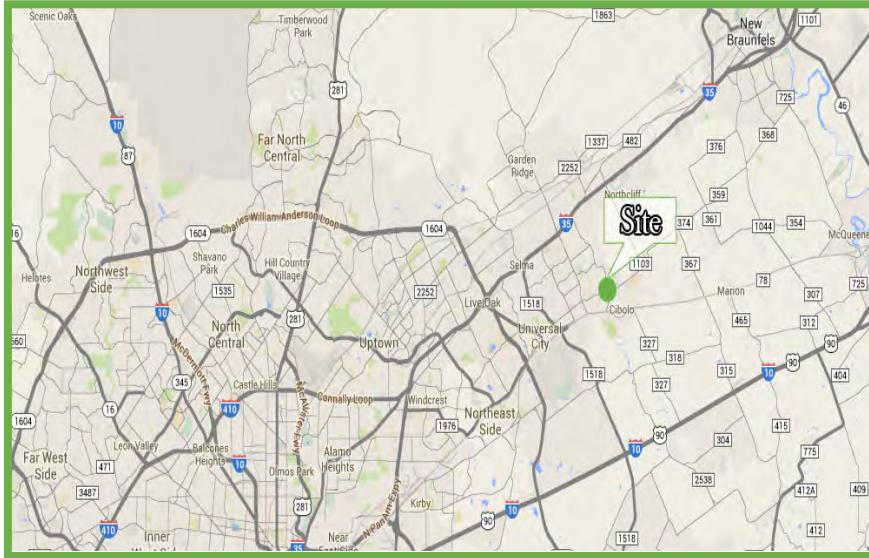 Scenic Oaks
Timberwood
Park
1863
New
Braunfels
1101
281
35
10
725
46
87
Far North
Central
1337
482
368
376
Garden
Ridge
2252
Northcliff
359
Charles William Anderson Loop
1604
1604
35
Site
374
361
1044
354
16
McQueene
Shavano
Park
Hill Country
Village
Selma
1103
367
Helotes
Northwest
Side
1535
2252
Live Oak
1518
78
Marion
725
307
10
281
Cibolo
North
Central
Uptown
Universal
City
465
312
560
McDermott Fwy
327
318
90
90
345
Castle Hills
McAllister Fwy
1518
315
10
404
327
16
410
Connally Loop
Windcrest
Northeast
Side
1604
1976
415
Leon Valley
Balcones
Heights
Alamo
Heights
90
304
10
Far West
Side
471
10
Olmos Park
775
2538
3487
281
Kirby
412A
409
N Pan Am Expy
10
90
410
Inner
Near
1518
412
35